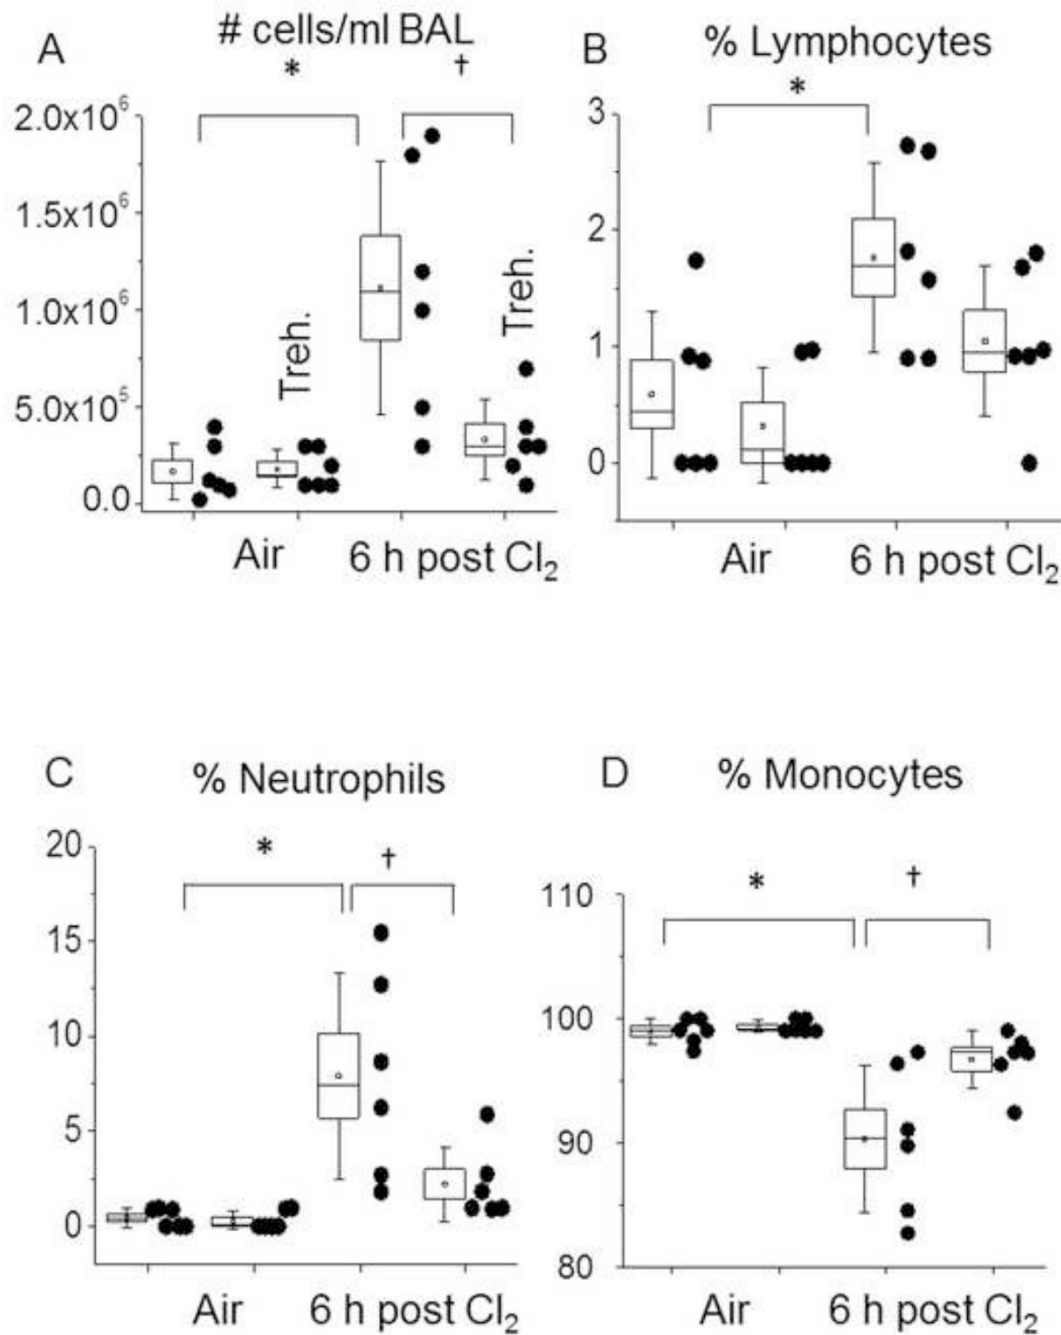 A
# cells/ml BAL
*
†
2.0x10⁶
1.5x10⁶
1.0x10⁶
5.0x10⁵
0.0
Treh.
Treh.
Air
6 h post Cl₂
B
% Lymphocytes
*
3
2
1
0
Air
6 h post Cl₂
C
% Neutrophils
*
†
20
15
10
5
0
Air
6 h post Cl₂
D
% Monocytes
*
†
110
100
90
80
Air
6 h post Cl₂